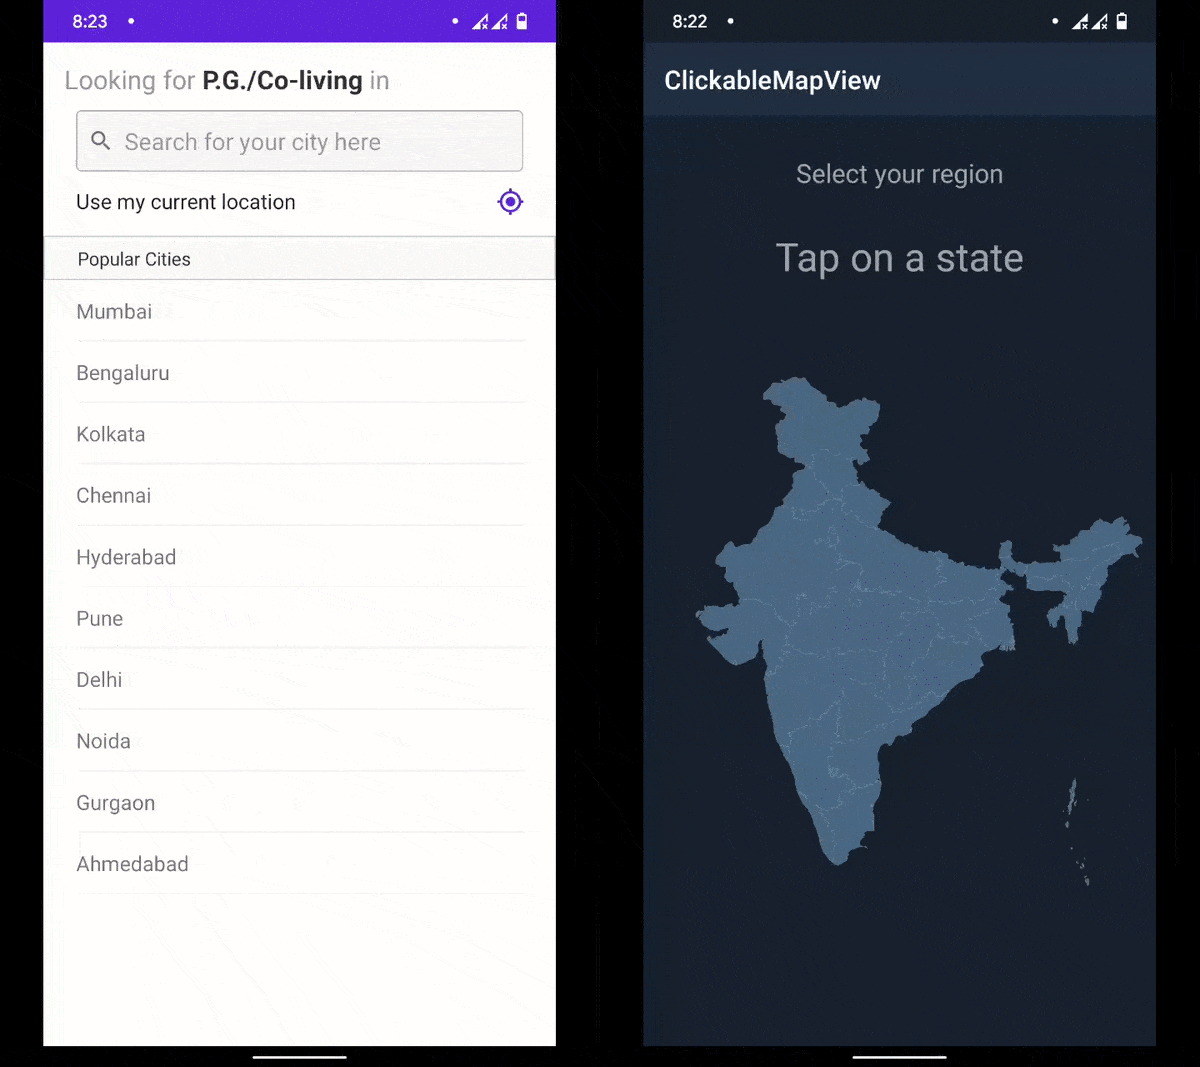 8:23
Looking for P.G./Co-living in
Search for your city here
Use my current location
Popular Cities
Mumbai
Bengaluru
Kolkata
Chennai
Hyderabad
Pune
Delhi
Noida
Gurgaon
Ahmedabad
8:22
ClickableMapView
Select your region
Tap on a state